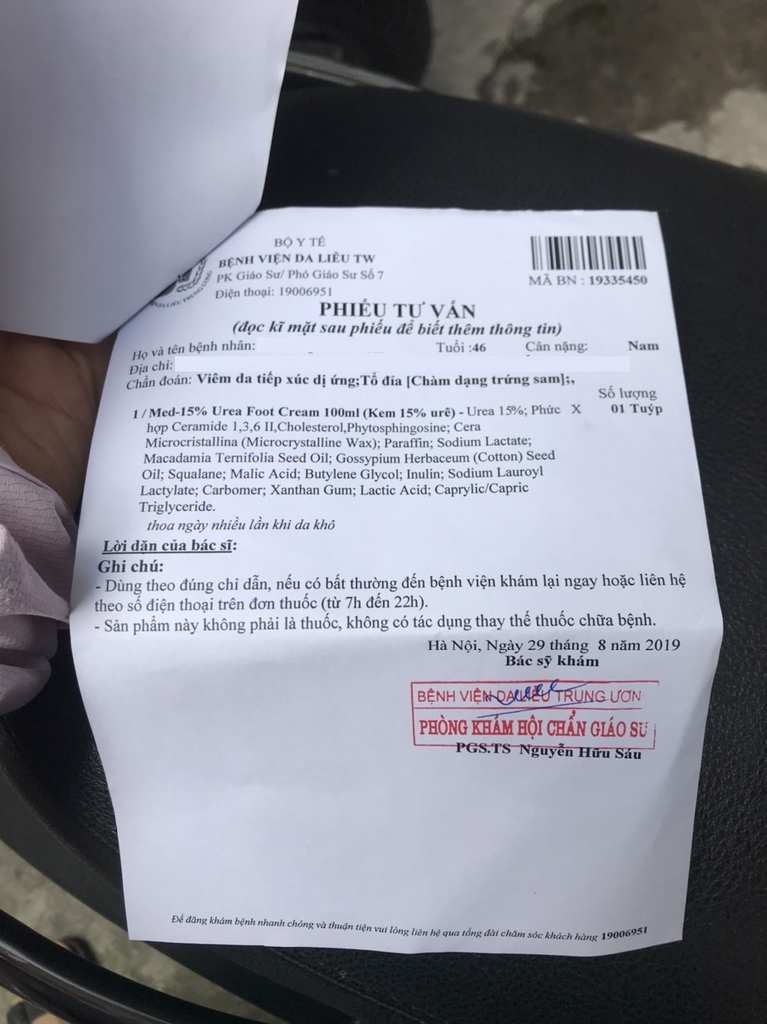 BỘ Y TẾ
BỆNH VIỆN DA LIỄU TW
PK Giáo Sư/ Phó Giáo Sư Số 7
Điện thoại: 19006951
MÃ BN : 19335450
PHIẾU TƯ VẤN
(đọc kĩ mặt sau phiếu để biết thêm thông tin)
Họ và tên bệnh nhân:
Tuổi :46 Cân nặng: Nam
Địa chỉ:
Chẩn đoán: Viêm da tiếp xúc dị ứng;Tổ đỉa [Chàm dạng trứng sam];,
Số lượng
1 / Med-15% Urea Foot Cream 100ml (Kem 15% urê) - Urea 15%; Phức X 01 Tuýp
hợp Ceramide 1,3,6 II,Cholesterol,Phytosphingosine; Cera
Microcristallina (Microcrystalline Wax); Paraffin; Sodium Lactate;
Macadamia Ternifolia Seed Oil; Gossypium Herbaceum (Cotton) Seed
Oil; Squalane; Malic Acid; Butylene Glycol; Inulin; Sodium Lauroyl
Lactylate; Carbomer; Xanthan Gum; Lactic Acid; Caprylic/Capric
Triglyceride.
thoa ngày nhiều lần khi da khô
Lời dặn của bác sĩ:
Ghi chú:
- Dùng theo đúng chỉ dẫn, nếu có bất thường đến bệnh viện khám lại ngay hoặc liên hệ
theo số điện thoại trên đơn thuốc (từ 7h đến 22h).
- Sản phẩm này không phải là thuốc, không có tác dụng thay thế thuốc chữa bệnh.
Hà Nội, Ngày 29 tháng 8 năm 2019
Bác sỹ khám
BỆNH VIỆN DA LIỄU TRUNG ƯƠN
PHÒNG KHÁM HỘI CHẨN GIÁO SƯ
PGS.TS Nguyễn Hữu Sáu
Để đăng khám bệnh nhanh chóng và thuận tiện vui lòng liên hệ qua tổng đài chăm sóc khách hàng 19006951